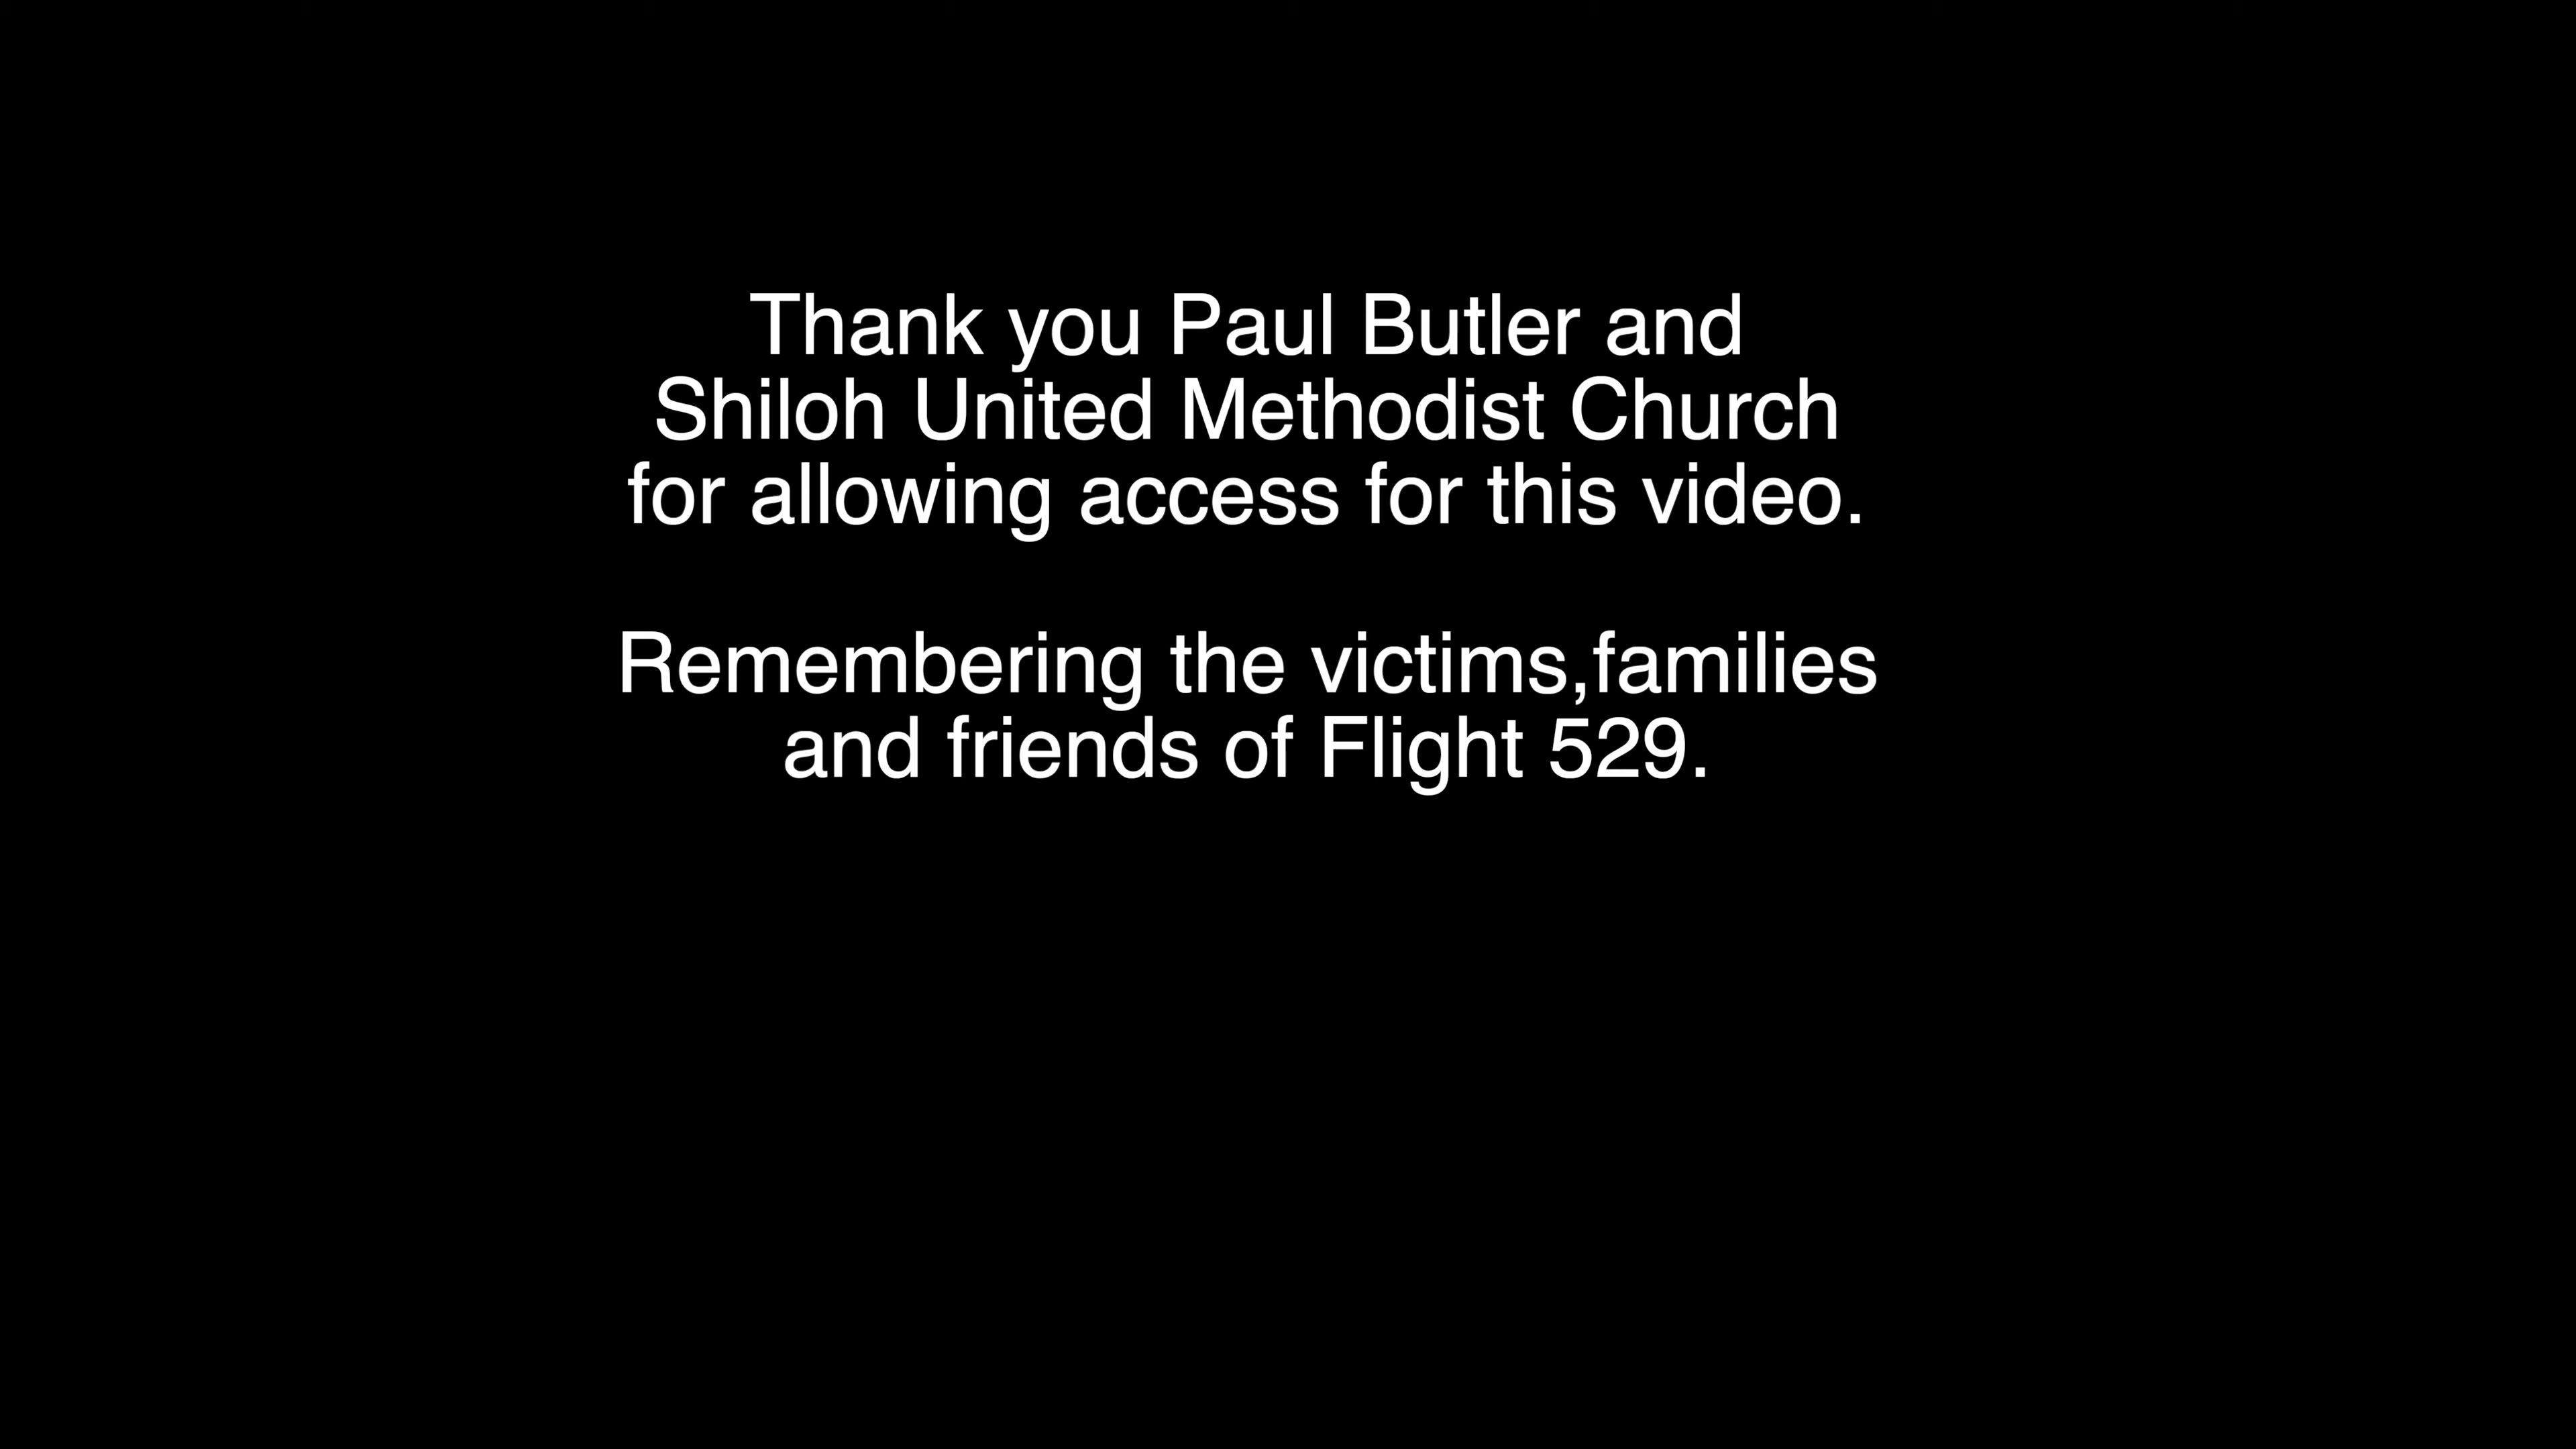 Thank you Paul Butler and
Shiloh United Methodist Church
for allowing access for this video.
Remembering the victims,families
and friends of Flight 529.